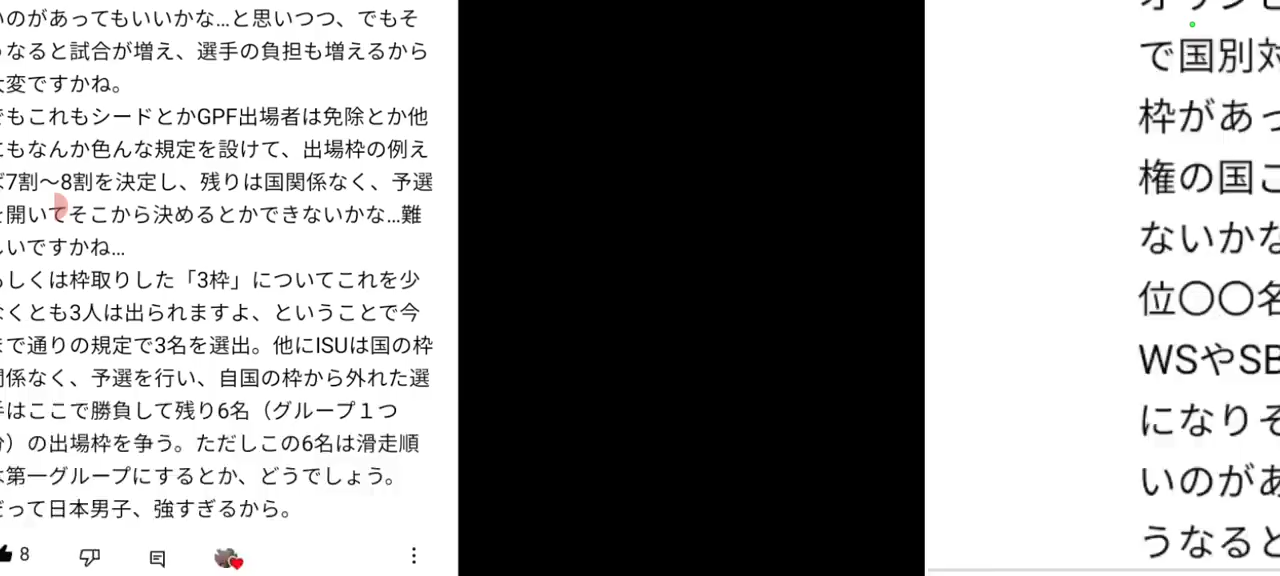 いのがあってもいいかな…と思いつつ、でもそ
うなると試合が増え、選手の負担も増えるから
大変ですかね。
でもこれもシードとかGPF出場者は免除とか他
にもなんか色んな規定を設けて、出場枠の例え
ば7割〜8割を決定し、残りは国関係なく、予選
を開いてそこから決めるとかできないかな…難
しいですかね…
もしくは枠取りした「3枠」についてこれを少
なくとも3人は出られますよ、ということで今
まで通りの規定で3名を選出。他にISUは国の枠
関係なく、予選を行い、自国の枠から外れた選
手はここで勝負して残り6名（グループ１つ
分）の出場枠を争う。ただしこの6名は滑走順
は第一グループにするとか、どうでしょう。
だって日本男子、強すぎるから。
8
で国別対
枠があっ
権の国こ
ないかな
位〇〇名
WSやSB
になりそ
いのがあ
うなると